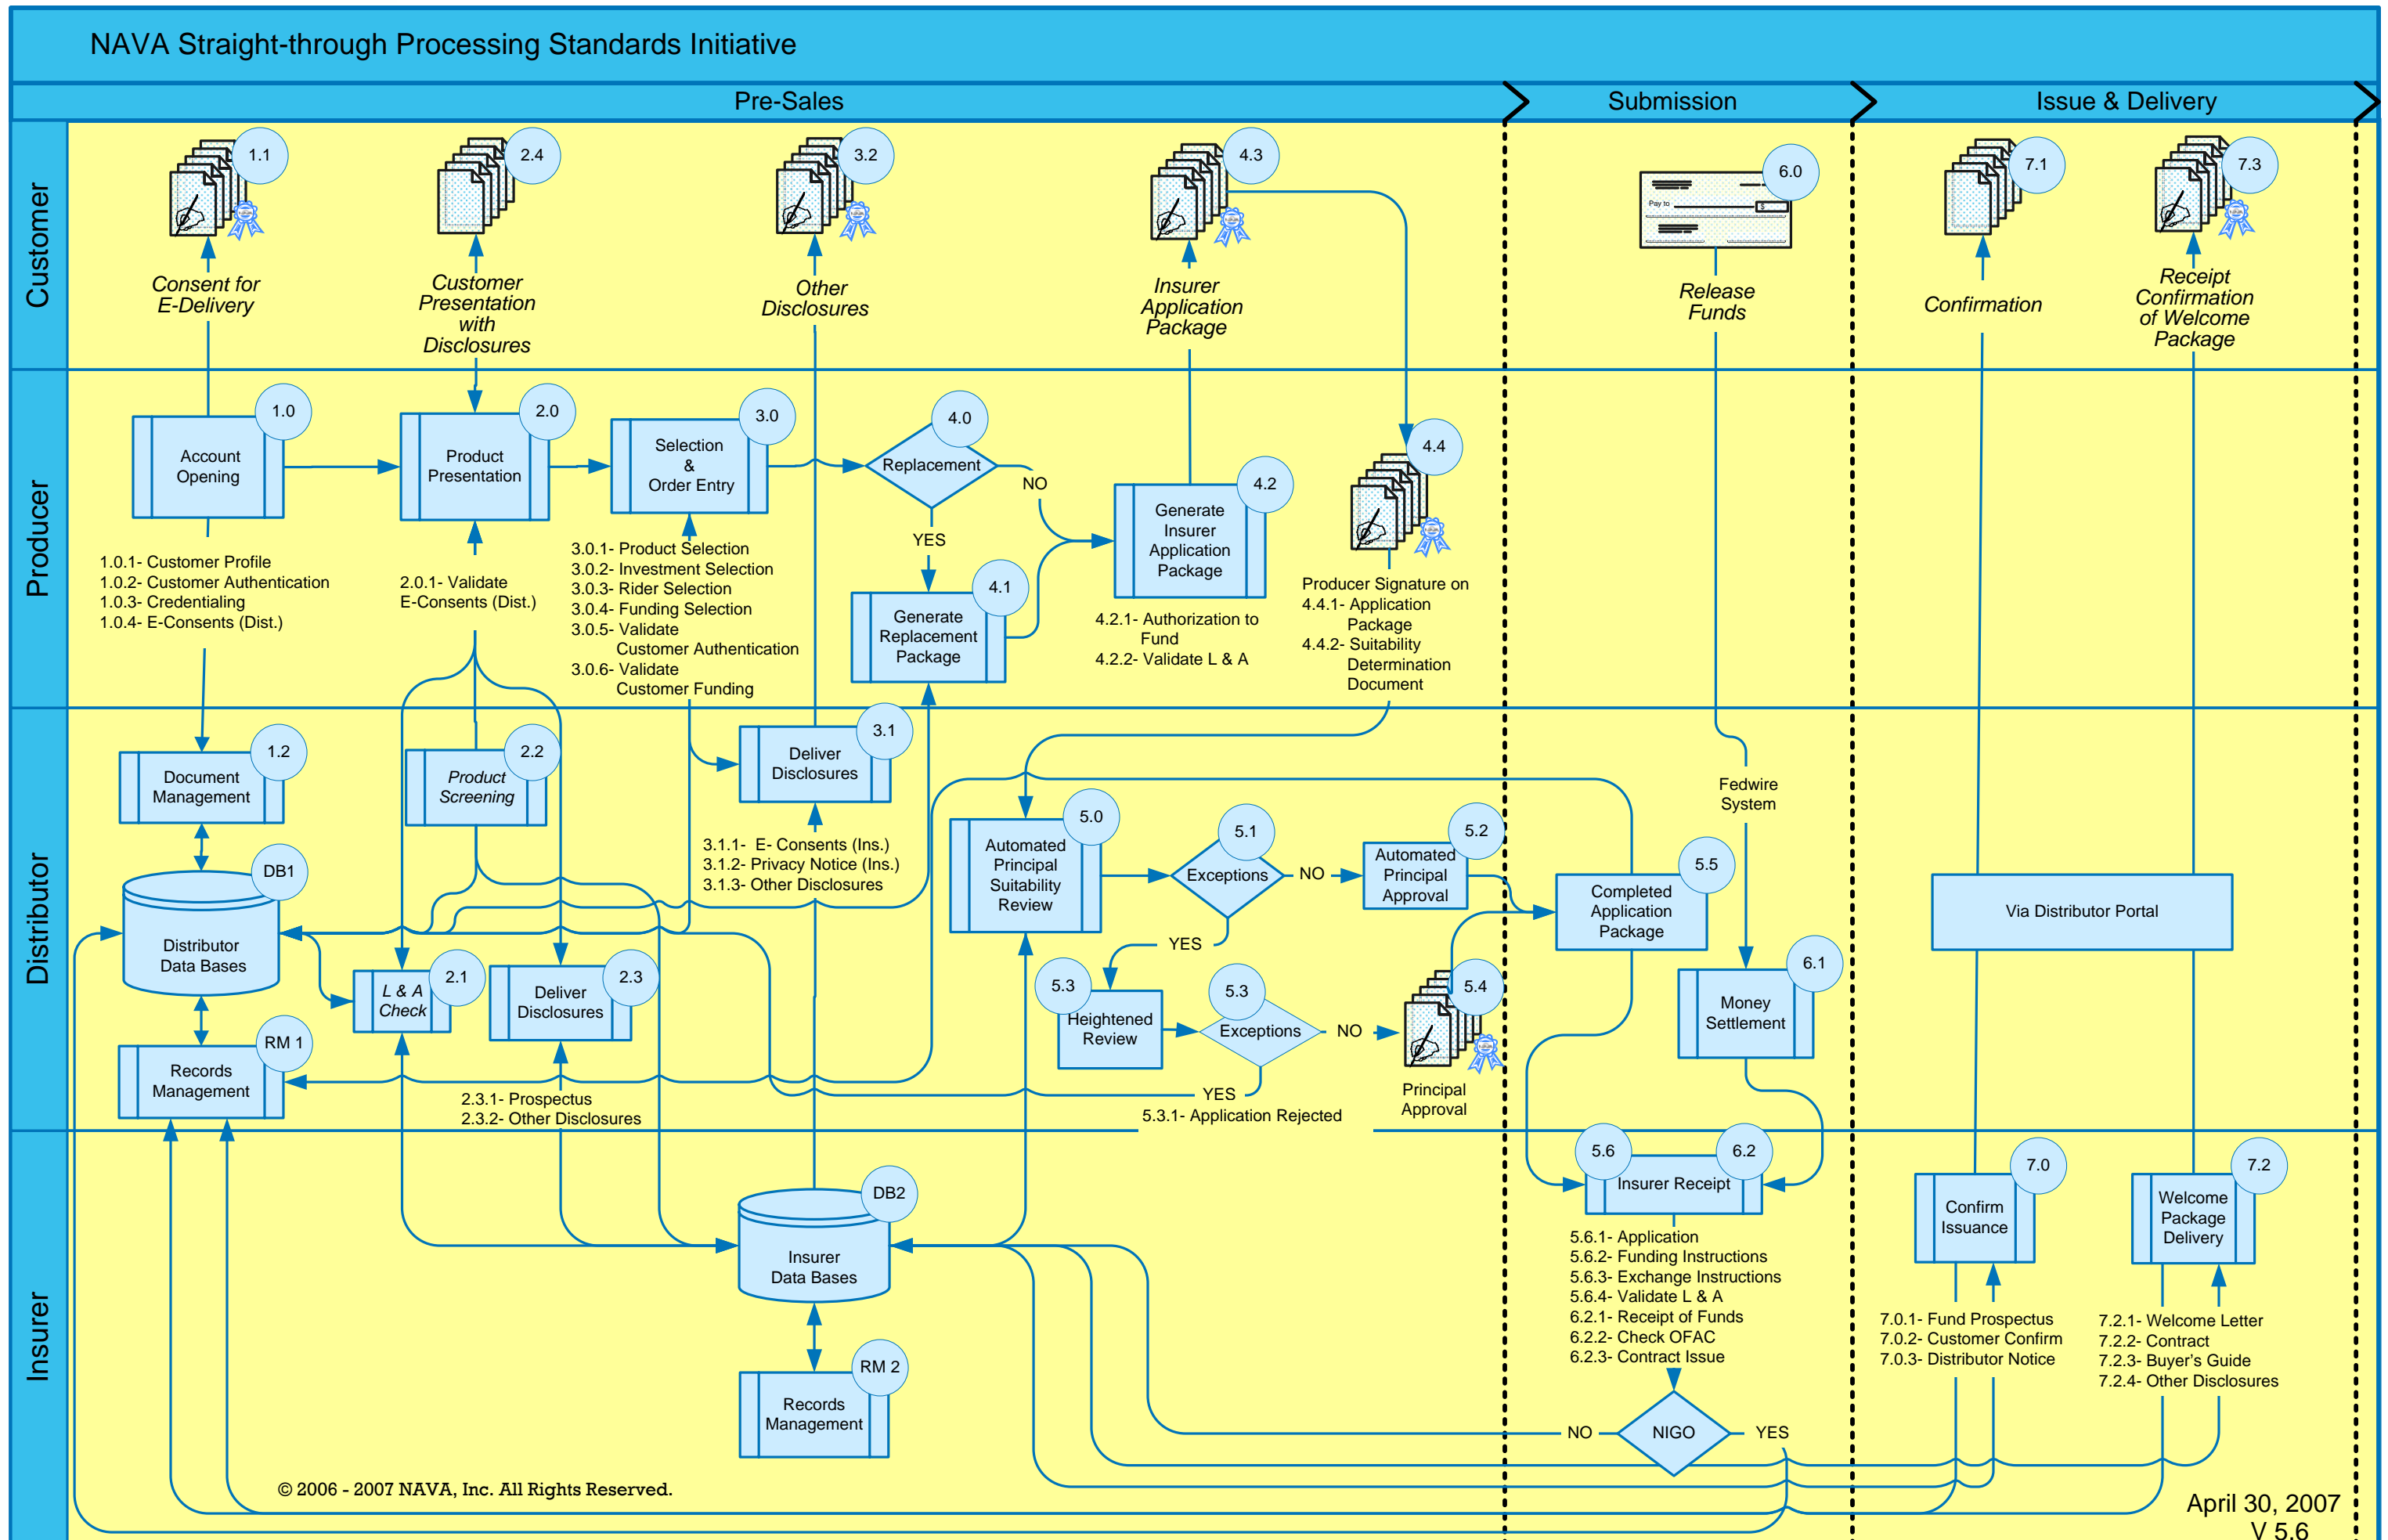 NAVA Straight-through Processing Standards Initiative
Pre-Sales
Submission
Issue & Delivery
Customer
1.1
2.4
3.2
4.3
6.0
Pay to
$
7.1
7.3
Consent for
E-Delivery
Customer
Presentation
with
Disclosures
Other
Disclosures
Insurer
Application
Package
Release
Funds
Confirmation
Receipt
Confirmation
of Welcome
Package
Producer
1.0
Account
Opening
2.0
Product
Presentation
3.0
Selection
&
Order Entry
4.0
Replacement
NO
YES
4.1
Generate
Replacement
Package
4.2
Generate
Insurer
Application
Package
4.4
1.0.1- Customer Profile
1.0.2- Customer Authentication
1.0.3- Credentialing
1.0.4- E-Consents (Dist.)
2.0.1- Validate
E-Consents (Dist.)
3.0.1- Product Selection
3.0.2- Investment Selection
3.0.3- Rider Selection
3.0.4- Funding Selection
3.0.5- Validate
Customer Authentication
3.0.6- Validate
Customer Funding
4.2.1- Authorization to
Fund
4.2.2- Validate L & A
Producer Signature on
4.4.1- Application
Package
4.4.2- Suitability
Determination
Document
Distributor
1.2
Document
Management
2.2
Product
Screening
3.1
Deliver
Disclosures
3.1.1- E- Consents (Ins.)
3.1.2- Privacy Notice (Ins.)
3.1.3- Other Disclosures
DB1
Distributor
Data Bases
2.1
L & A
Check
2.3
Deliver
Disclosures
2.3.1- Prospectus
2.3.2- Other Disclosures
RM 1
Records
Management
5.0
Automated
Principal
Suitability
Review
5.1
Exceptions
NO
5.2
Automated
Principal
Approval
YES
5.3
Heightened
Review
5.3
Exceptions
NO
5.4
Principal
Approval
YES
5.3.1- Application Rejected
5.5
Completed
Application
Package
Fedwire
System
6.1
Money
Settlement
Via Distributor Portal
Insurer
DB2
Insurer
Data Bases
RM 2
Records
Management
5.6
6.2
Insurer Receipt
5.6.1- Application
5.6.2- Funding Instructions
5.6.3- Exchange Instructions
5.6.4- Validate L & A
6.2.1- Receipt of Funds
6.2.2- Check OFAC
6.2.3- Contract Issue
NO
NIGO
YES
7.0
Confirm
Issuance
7.0.1- Fund Prospectus
7.0.2- Customer Confirm
7.0.3- Distributor Notice
7.2
Welcome
Package
Delivery
7.2.1- Welcome Letter
7.2.2- Contract
7.2.3- Buyer's Guide
7.2.4- Other Disclosures
© 2006 - 2007 NAVA, Inc. All Rights Reserved.
April 30, 2007
V 5.6